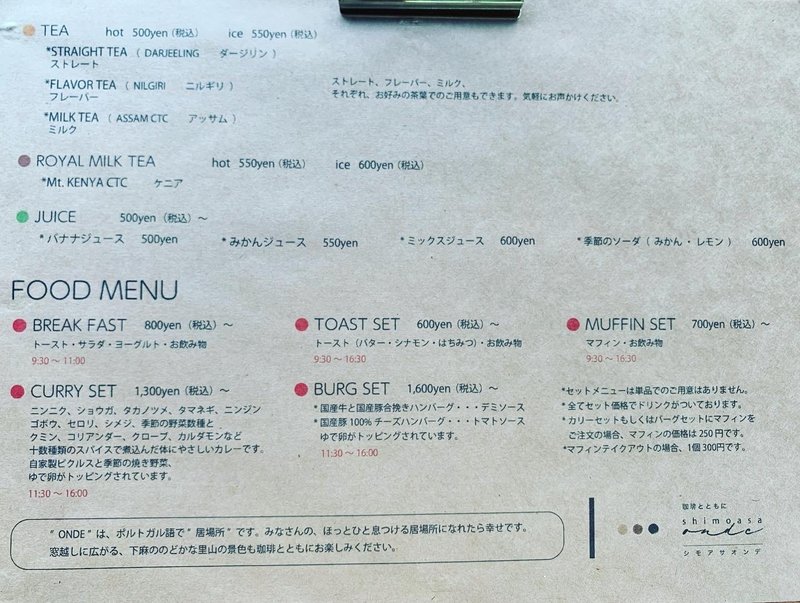 TEA hot 500yen（税込） ice 550yen（税込）
*STRAIGHT TEA（ DARJEELING ダージリン ）
ストレート
*FLAVOR TEA（ NILGIRI ニルギリ ）
フレーバー
ストレート、フレーバー、ミルク、
それぞれ、お好みの茶葉でのご用意もできます。気軽にお声かけください。
*MILK TEA（ ASSAM CTC アッサム ）
ミルク
ROYAL MILK TEA hot 550yen（税込） ice 600yen（税込）
*Mt. KENYA CTC ケニア
JUICE 500yen（税込）～
*バナナジュース 500yen *みかんジュース 550yen *ミックスジュース 600yen *季節のソーダ（ みかん・レモン ） 600yen
FOOD MENU
BREAK FAST 800yen（税込）～
トースト・サラダ・ヨーグルト・お飲み物
9:30 ～ 11:00
TOAST SET 600yen（税込）～
トースト（バター・シナモン・はちみつ）・お飲み物
9:30 ～ 16:30
MUFFIN SET 700yen（税込）～
マフィン・お飲み物
9:30 ～ 16:30
CURRY SET 1,300yen（税込）～
ニンニク、ショウガ、タカノツメ、タマネギ、ニンジン
ゴボウ、セロリ、シメジ、季節の野菜数種と
クミン、コリアンダー、クローブ、カルダモンなど
十数種類のスパイスで煮込んだ体にやさしいカレーです。
自家製ピクルスと季節の焼き野菜、
ゆで卵がトッピングされています。
11:30 ～ 16:00
BURG SET 1,600yen（税込）～
*国産牛と国産豚合挽きハンバーグ・・・デミソース
*国産豚100%チーズハンバーグ・・・トマトソース
ゆで卵がトッピングされています。
11:30 ～ 16:00
*セットメニューは単品でのご用意はありません。
*全てセット価格でドリンクがついております。
*カリーセットもしくはバーグセットにマフィンを
ご注文の場合、マフィンの価格は250円です。
*マフィンテイクアウトの場合、1個300円です。
" ONDE " は、ポルトガル語で " 居場所 " です。みなさんの、ほっとひと息つける居場所になれたら幸せです。
窓越しに広がる、下麻ののどかな里山の景色も珈琲とともにお楽しみください。
珈琲とともに
shimoasa
onde
シモアサオンデ